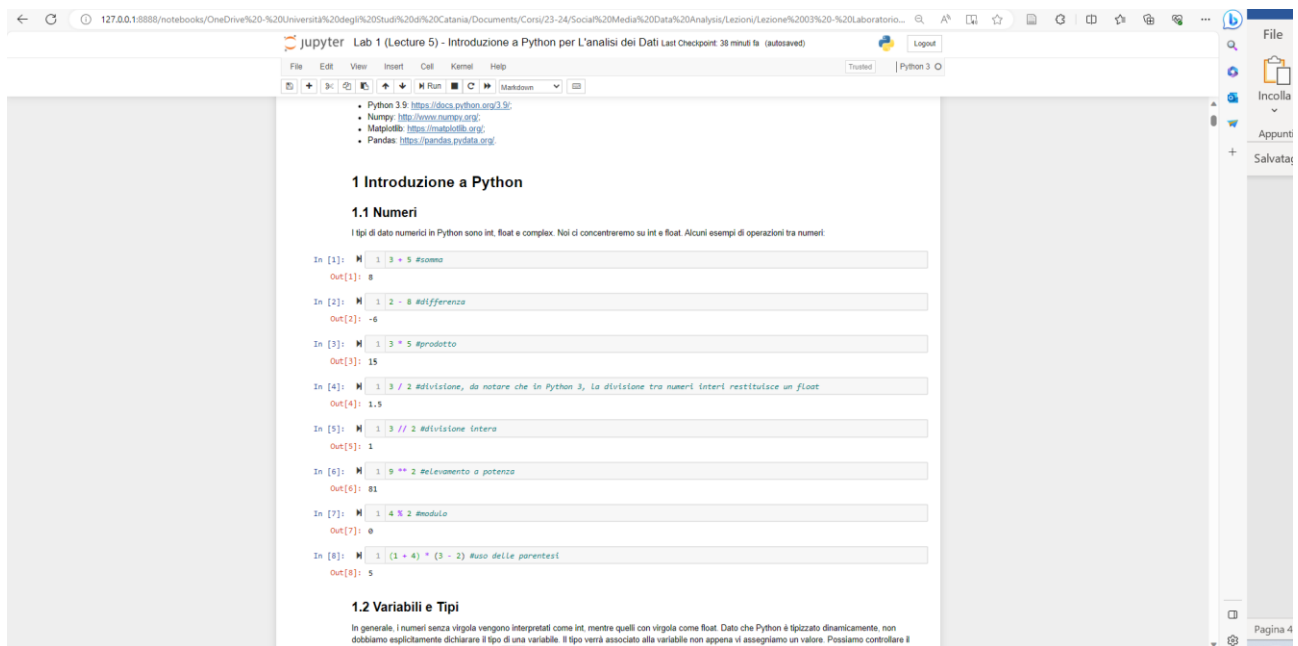 127.0.0.1:8888/notebooks/OneDrive%20-%20Università%20degli%20Studi%20di%20Catania/Documents/Corsi/23-24/Social%20Media%20Data%20Analysis/Lezioni/Lezione%2003%20-%20Laboratorio...
File
Jupyter Lab 1 (Lecture 5) - Introduzione a Python per L'analisi dei Dati Last Checkpoint: 38 minuti fa (autosaved)
Logout
File Edit View Insert Cell Kernel Help
Trusted
Python 3
Run
Markdown
Incolla
Appunti
Salvatag
Python 3.9: https://docs.python.org/3.9/;
Numpy: http://www.numpy.org/;
Matplotlib: https://matplotlib.org/;
Pandas: https://pandas.pydata.org/.
1 Introduzione a Python
1.1 Numeri
I tipi di dato numerici in Python sono int, float e complex. Noi ci concentreremo su int e float. Alcuni esempi di operazioni tra numeri:
In [1]: 1 3 + 5 #somma
Out[1]: 8
In [2]: 1 2 - 8 #differenza
Out[2]: -6
In [3]: 1 3 * 5 #prodotto
Out[3]: 15
In [4]: 1 3 / 2 #divisione, da notare che in Python 3, la divisione tra numeri interi restituisce un float
Out[4]: 1.5
In [5]: 1 3 // 2 #divisione intera
Out[5]: 1
In [6]: 1 9 ** 2 #elevamento a potenza
Out[6]: 81
In [7]: 1 4 % 2 #modulo
Out[7]: 0
In [8]: 1 (1 + 4) * (3 - 2) #uso delle parentesi
Out[8]: 5
1.2 Variabili e Tipi
In generale, i numeri senza virgola vengono interpretati come int, mentre quelli con virgola come float. Dato che Python è tipizzato dinamicamente, non
dobbiamo esplicitamente dichiarare il tipo di una variabile. Il tipo verrà associato alla variabile non appena vi assegniamo un valore. Possiamo controllare il
Pagina 4